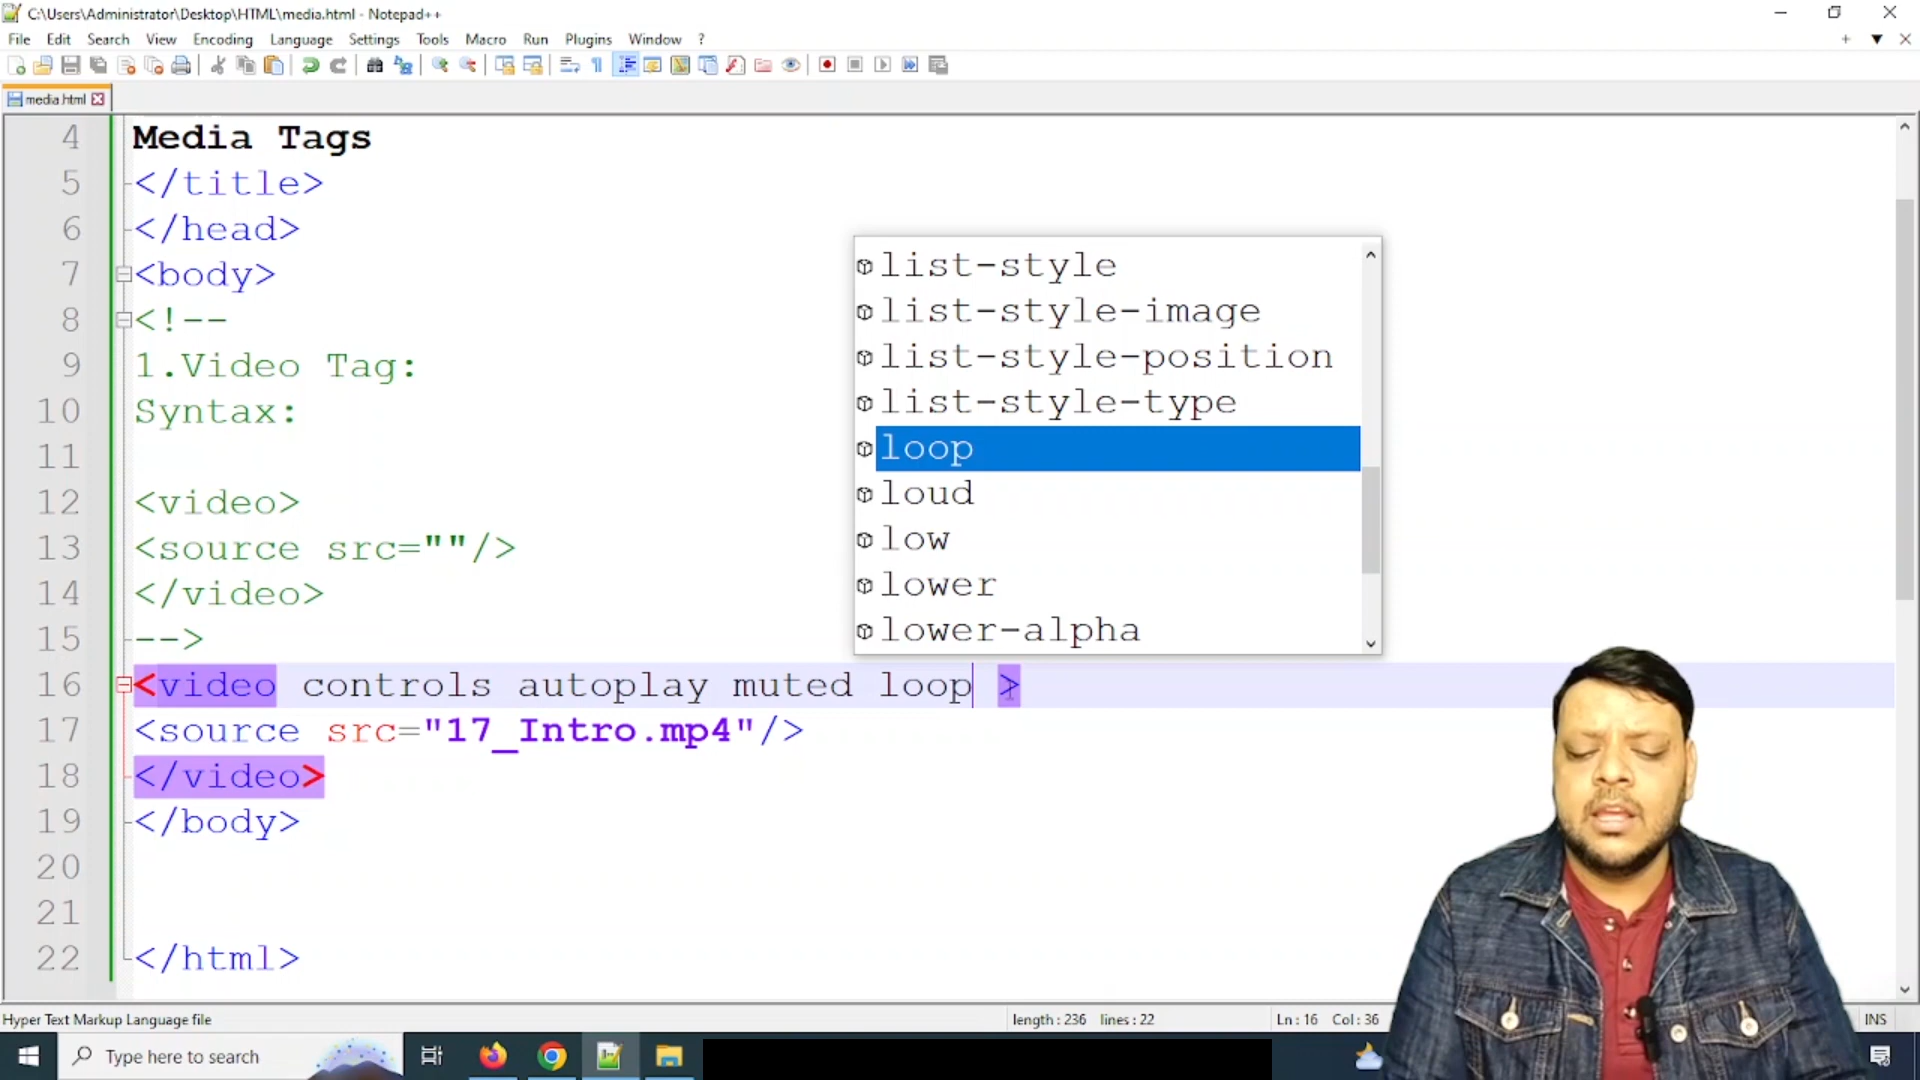 C:\Users\Administrator\Desktop\HTML\media.html - Notepad++
File Edit Search View Encoding Language Settings Tools Macro Run Plugins Window ?
media.html
4 Media Tags
5 </title>
6 </head>
7 <body>
8 <!--
9 1.Video Tag:
10 Syntax:
11
12 <video>
13 <source src=""/>
14 </video>
15 -->
16 <video controls autoplay muted loop >
17 <source src="17_Intro.mp4"/>
18 </video>
19 </body>
20
21
22 </html>
list-style
list-style-image
list-style-position
list-style-type
loop
loud
low
lower
lower-alpha
Hyper Text Markup Language file length : 236 lines : 22 Ln : 16 Col : 36 INS
Type here to search